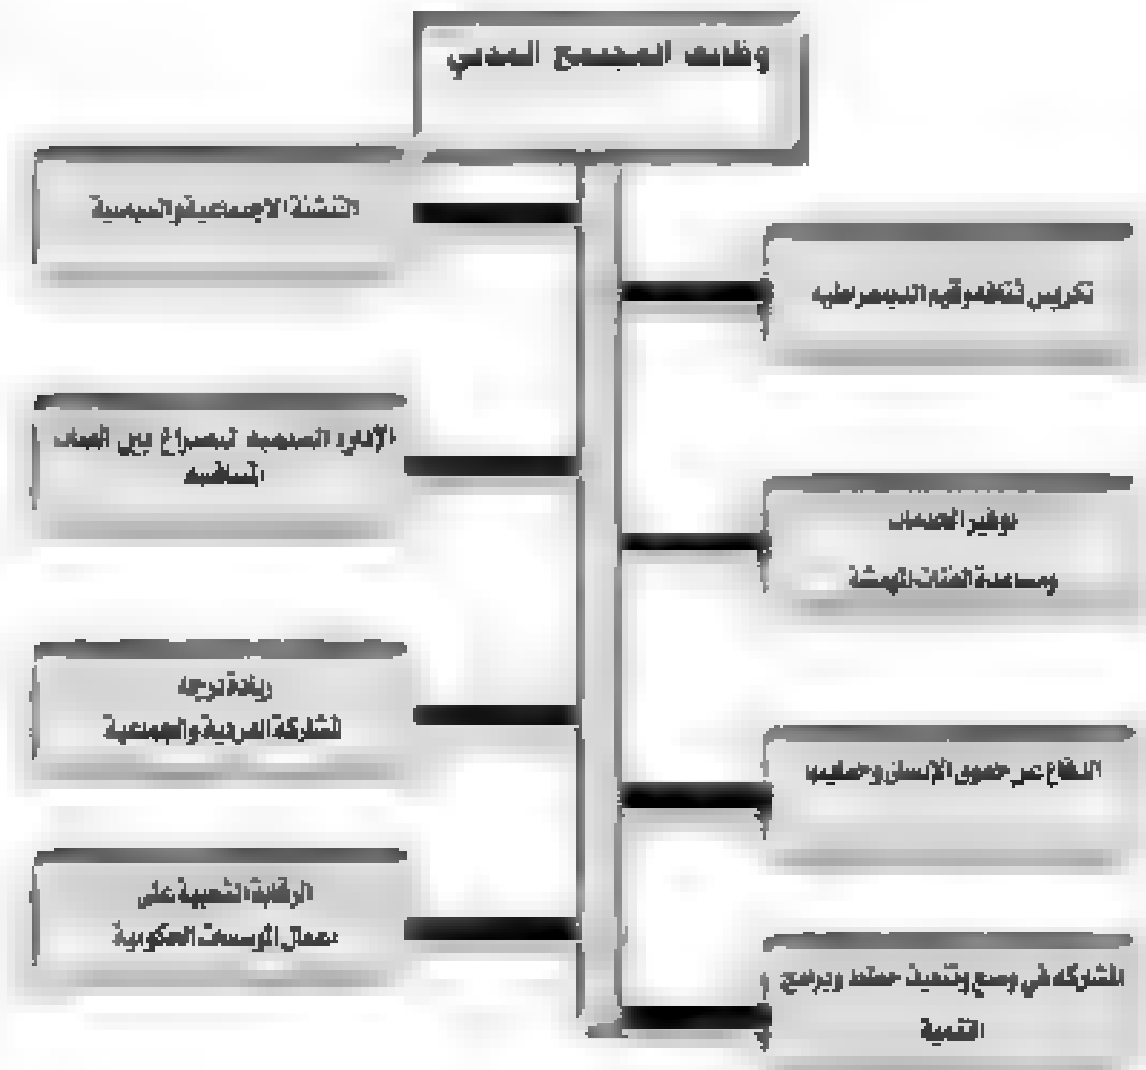 وظائف المجتمع المدني
التنشئة الاجتماعية والسياسية
تكريس ثقافة وقيم الديمقراطية
الإدارة السلمية للصراع بين الفئات
المتنافسة
توفير الخدمات
ومساعدة الفئات المهمشة
زيادة درجة
المشاركة الفردية والجماعية
الدفاع عن حقوق الإنسان وحمايتها
الرقابة الشعبية على
أعمال المؤسسات الحكومية
المشاركة في وضع وتنفيذ خطط وبرامج
التنمية